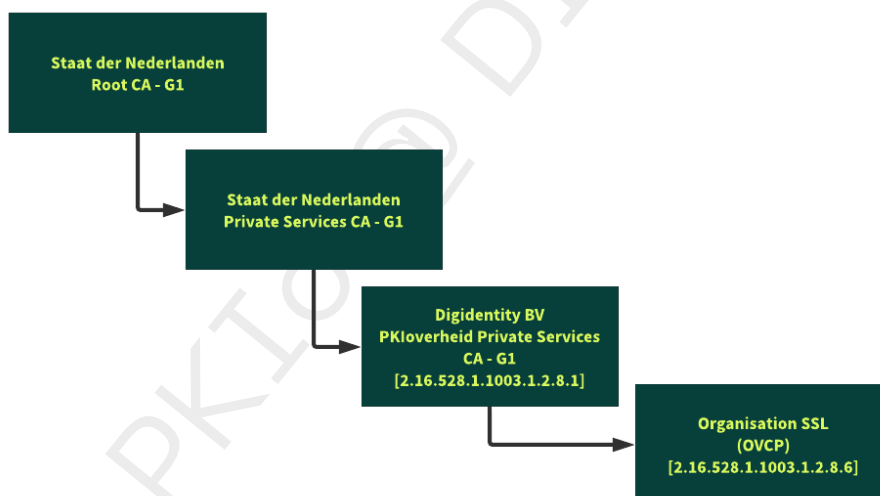 Staat der Nederlanden
Root CA - G1
Staat der Nederlanden
Private Services CA - G1
Digidentity BV
PKIoverheid Private Services
CA - G1
[2.16.528.1.1003.1.2.8.1]
Organisation SSL
(OVCP)
[2.16.528.1.1003.1.2.8.6]
PKIo@ D